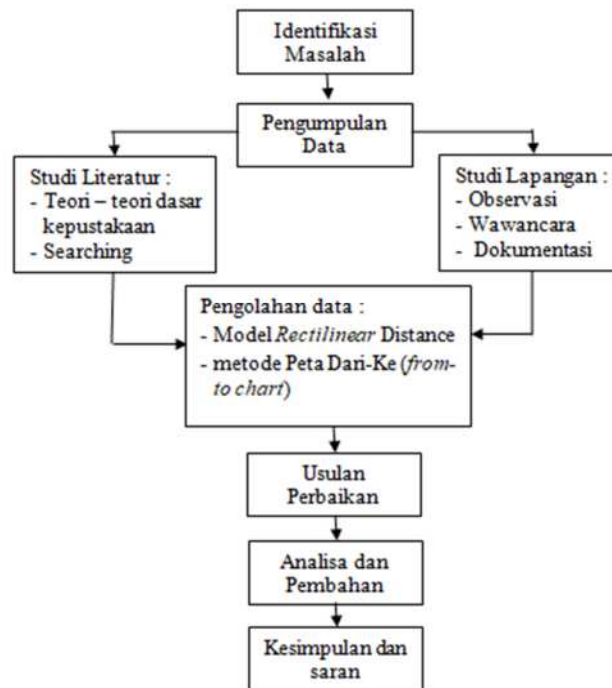 Identifikasi
Masalah
Pengumpulan
Data
Studi Literatur :
- Teori – teori dasar
kepustakaan
- Searching
Studi Lapangan :
- Observasi
- Wawancara
- Dokumentasi
Pengolahan data :
- Model Rectilinear Distance
- metode Peta Dari-Ke (from-
to chart)
Usulan
Perbaikan
Analisa dan
Pembahan
Kesimpulan dan
saran